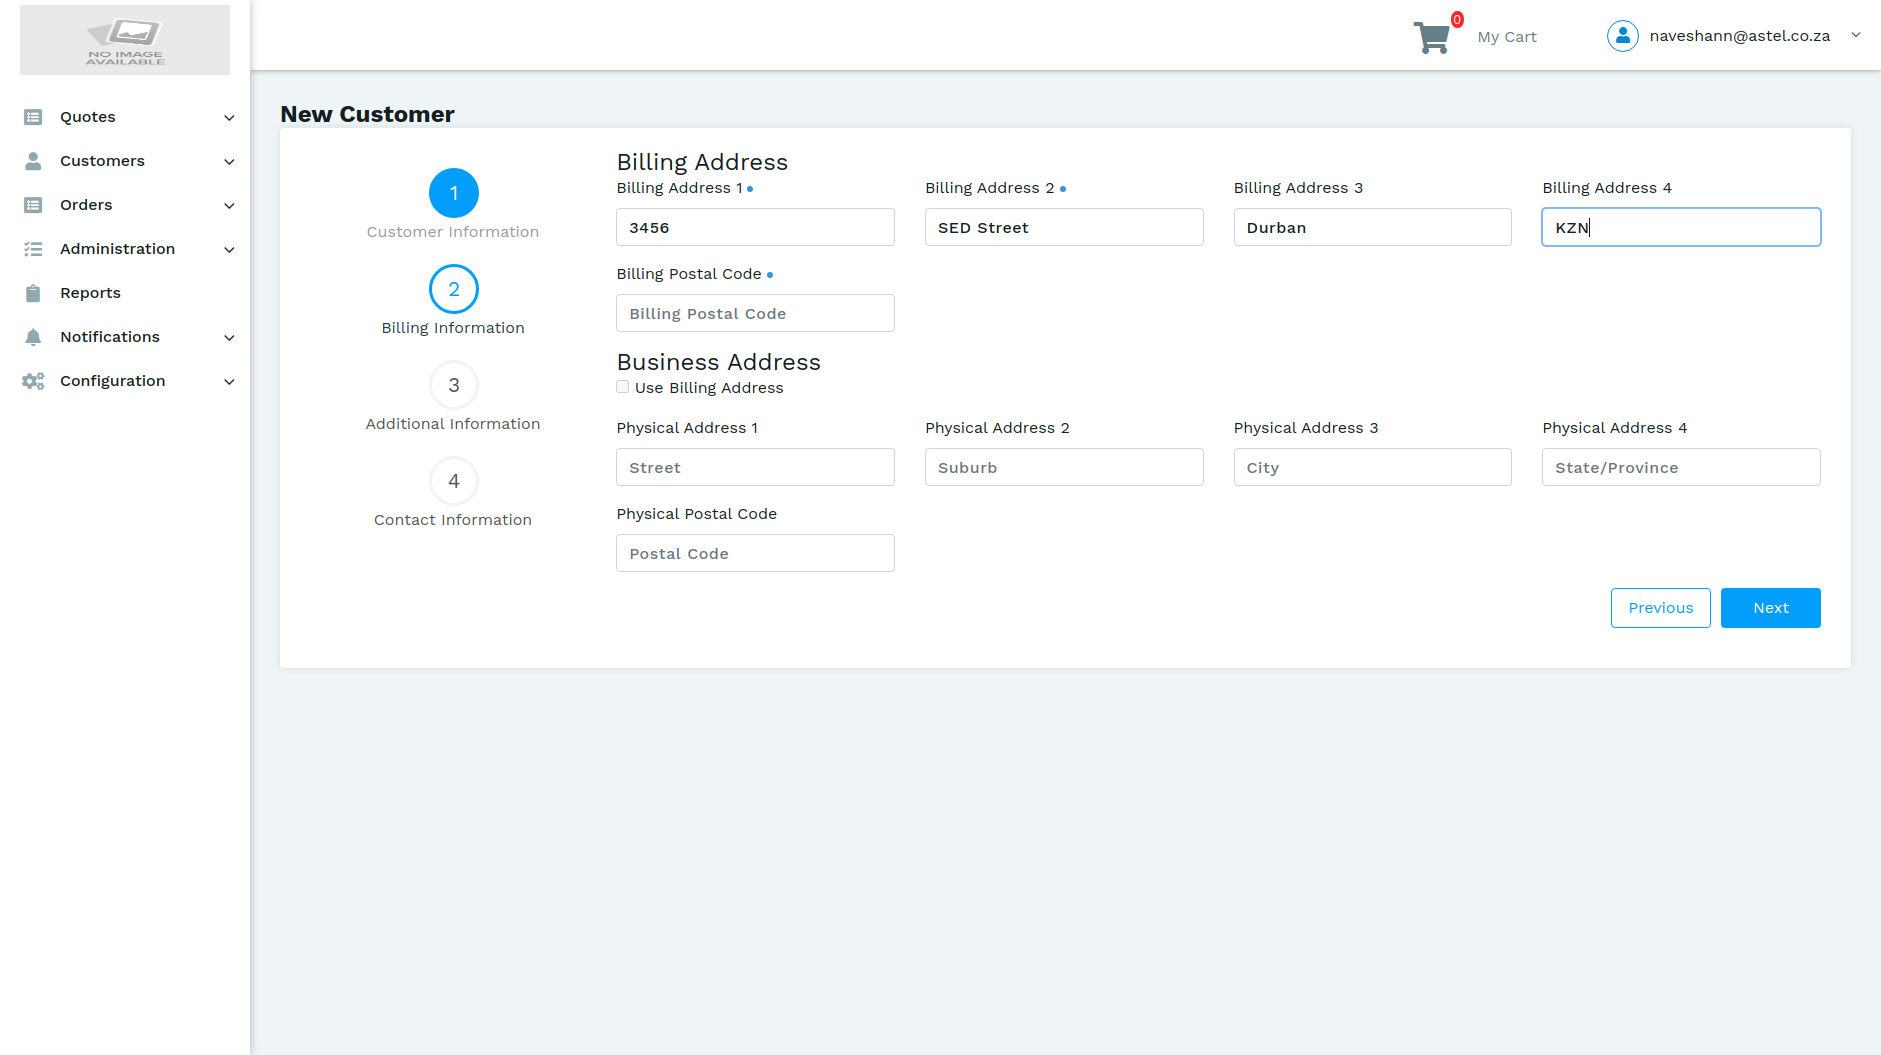 NO IMAGE
AVAILABLE
0
My Cart
naveshann@astel.co.za
Quotes
Customers
Orders
Administration
Reports
Notifications
Configuration
New Customer
1
Customer Information
2
Billing Information
3
Additional Information
4
Contact Information
Billing Address
Billing Address 1 Billing Address 2 Billing Address 3 Billing Address 4
3456 SED Street Durban KZN
Billing Postal Code
Billing Postal Code
Business Address
Use Billing Address
Physical Address 1 Physical Address 2 Physical Address 3 Physical Address 4
Street Suburb City State/Province
Physical Postal Code
Postal Code
Previous Next